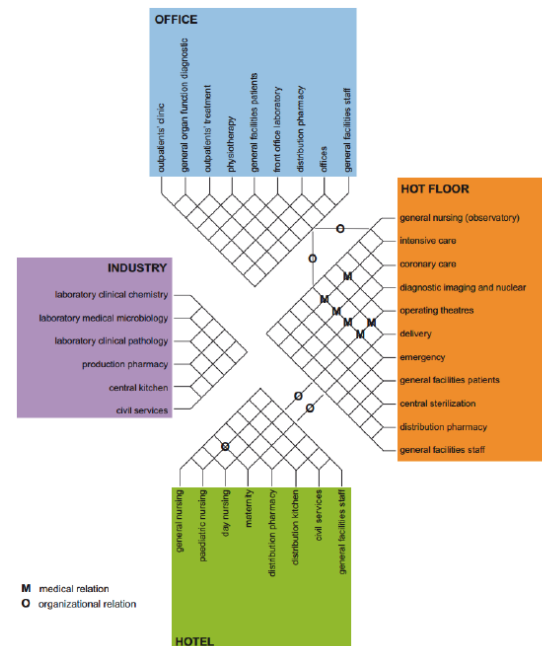 OFFICE
outpatients' clinic
general organ function diagnostic
outpatients' treatment
physiotherapy
general facilities patients
front office laboratory
distribution pharmacy
offices
general facilities staff
HOT FLOOR
general nursing (observatory)
intensive care
coronary care
diagnostic imaging and nuclear
operating theatres
delivery
emergency
general facilities patients
central sterilization
distribution pharmacy
general facilities staff
O
O
M
M
M
M
M
M
INDUSTRY
laboratory clinical chemistry
laboratory medical microbiology
laboratory clinical pathology
production pharmacy
central kitchen
civil services
O
O
O
general nursing
paediatric nursing
day nursing
maternity
distribution pharmacy
distribution kitchen
civil services
general facilities staff
HOTEL
M medical relation
O organizational relation